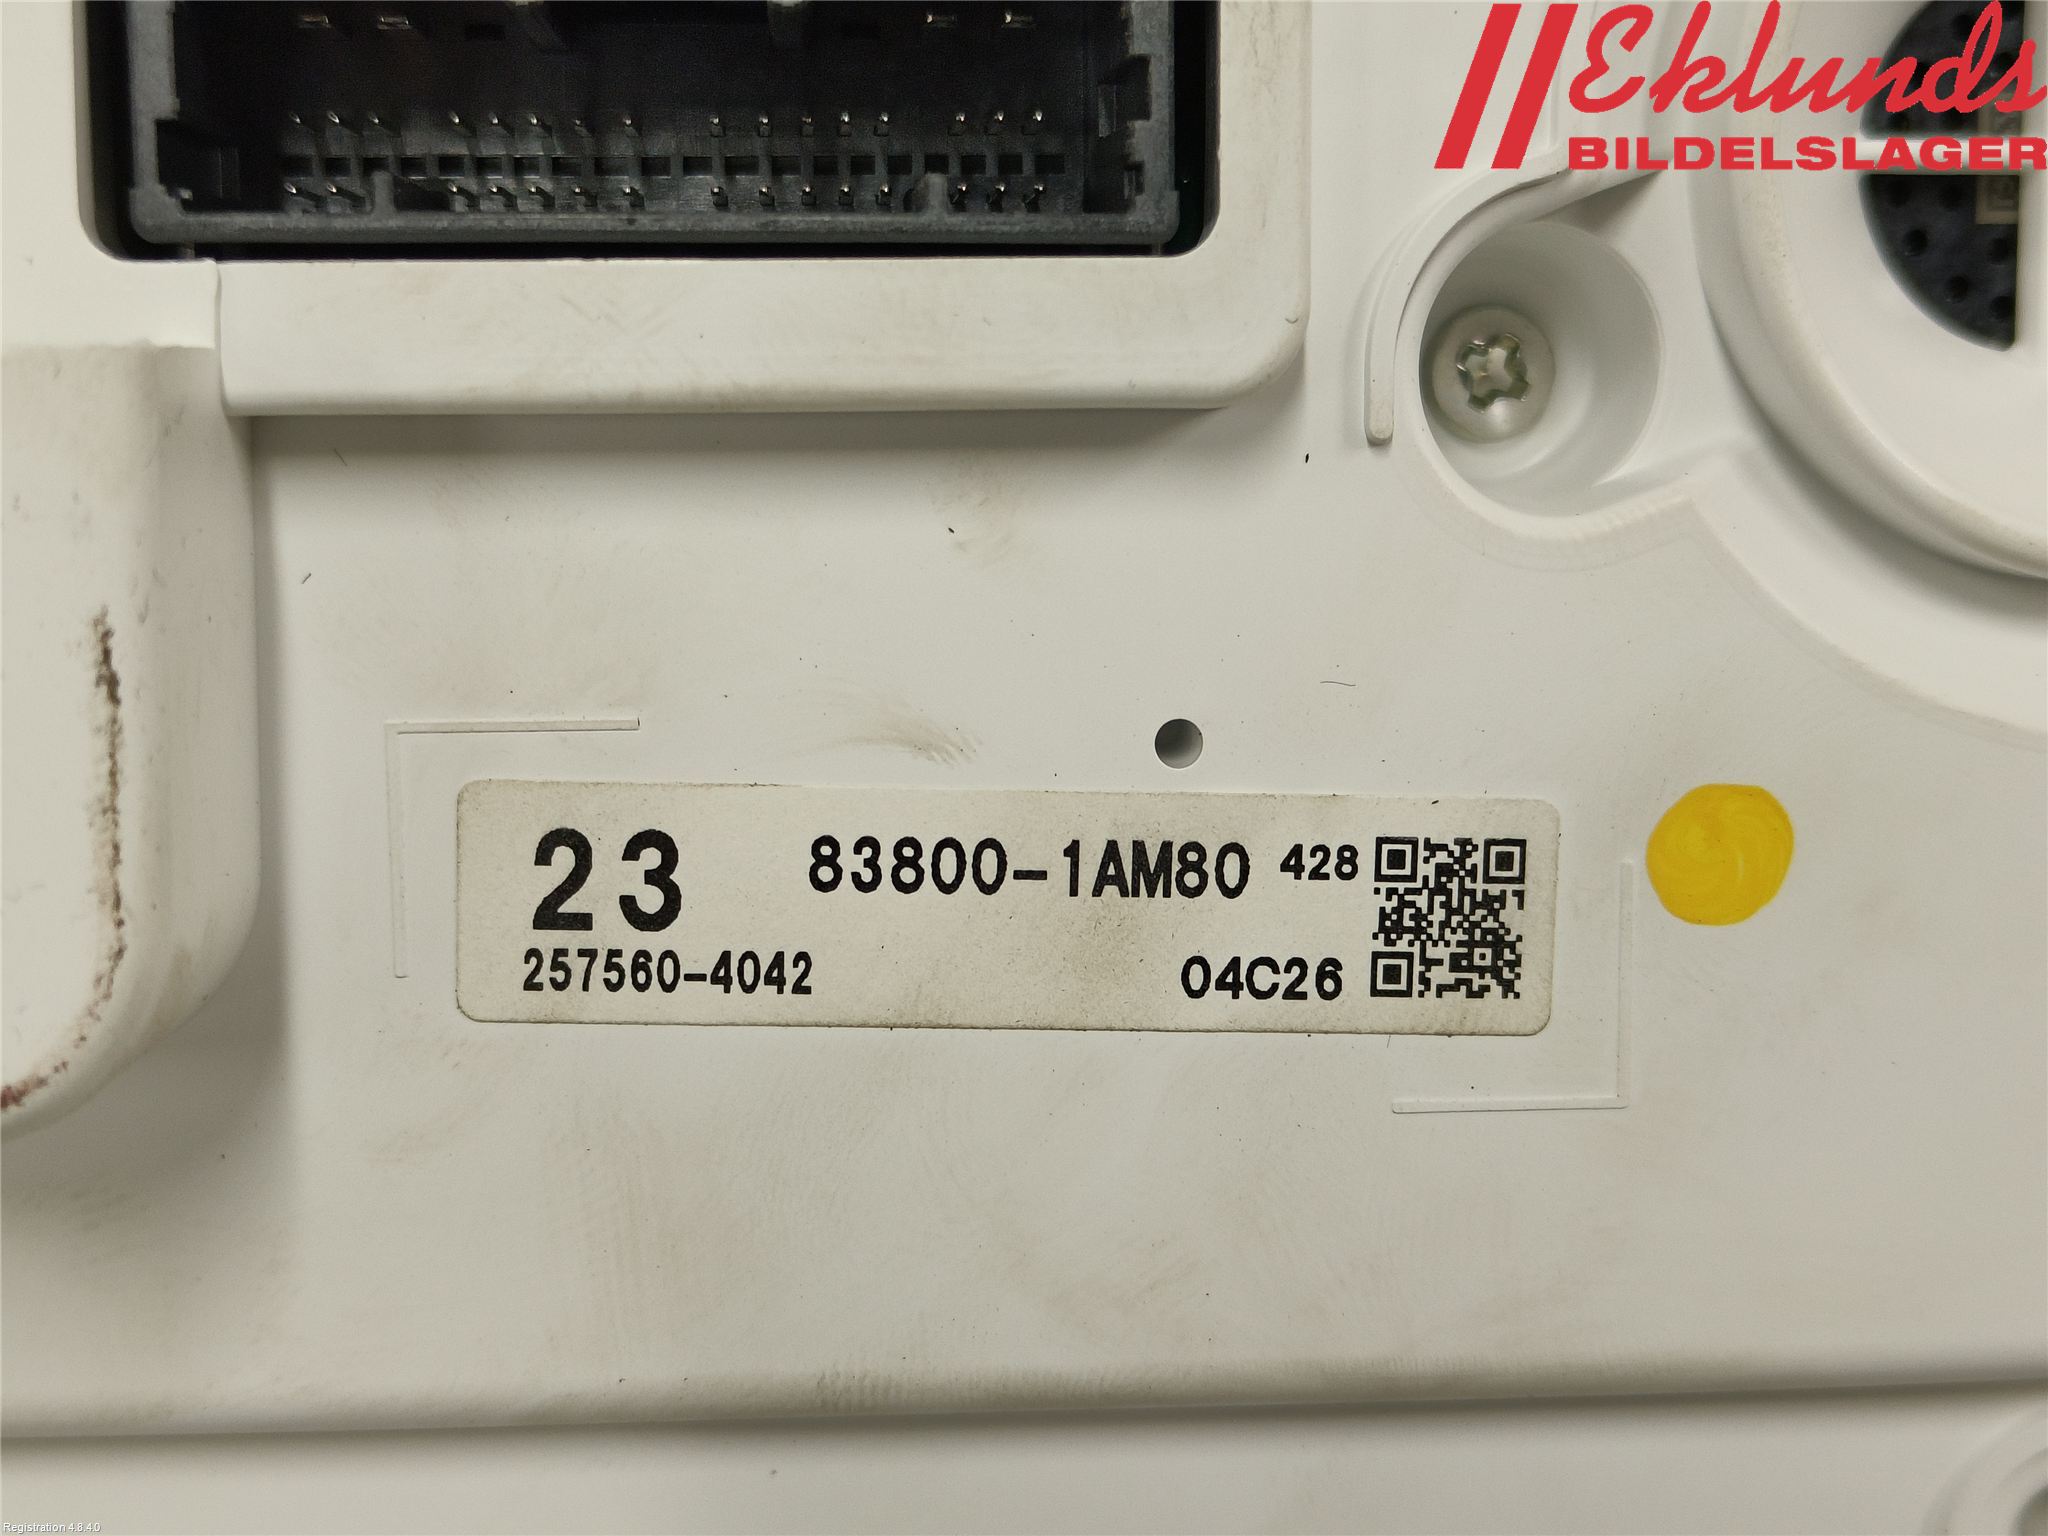 Eklunds
BILDELSLAGER
23 83800-1AM80 428
257560-4042 04C26
Registration 4.8.4.0